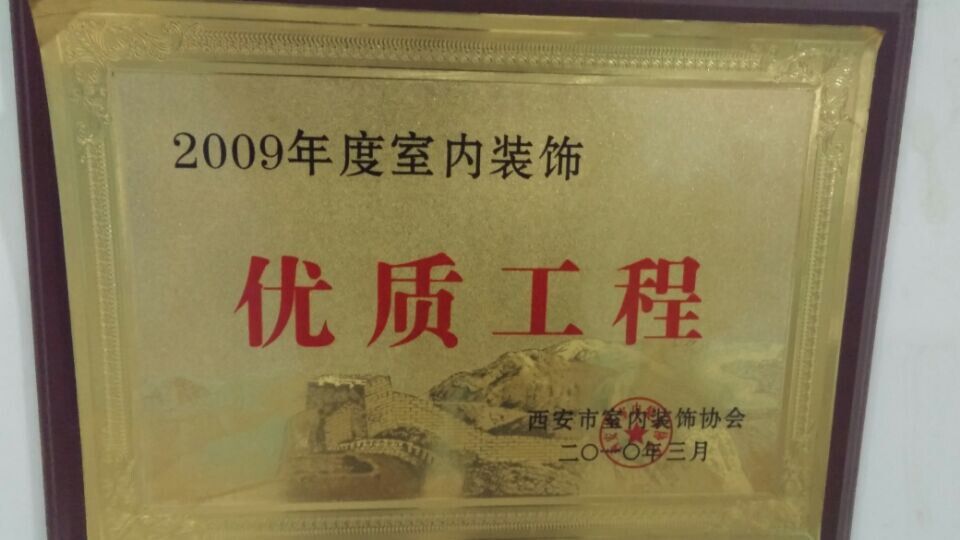 2009年度室内装饰
优质工程
西安市室内装饰协会
二〇一〇年三月